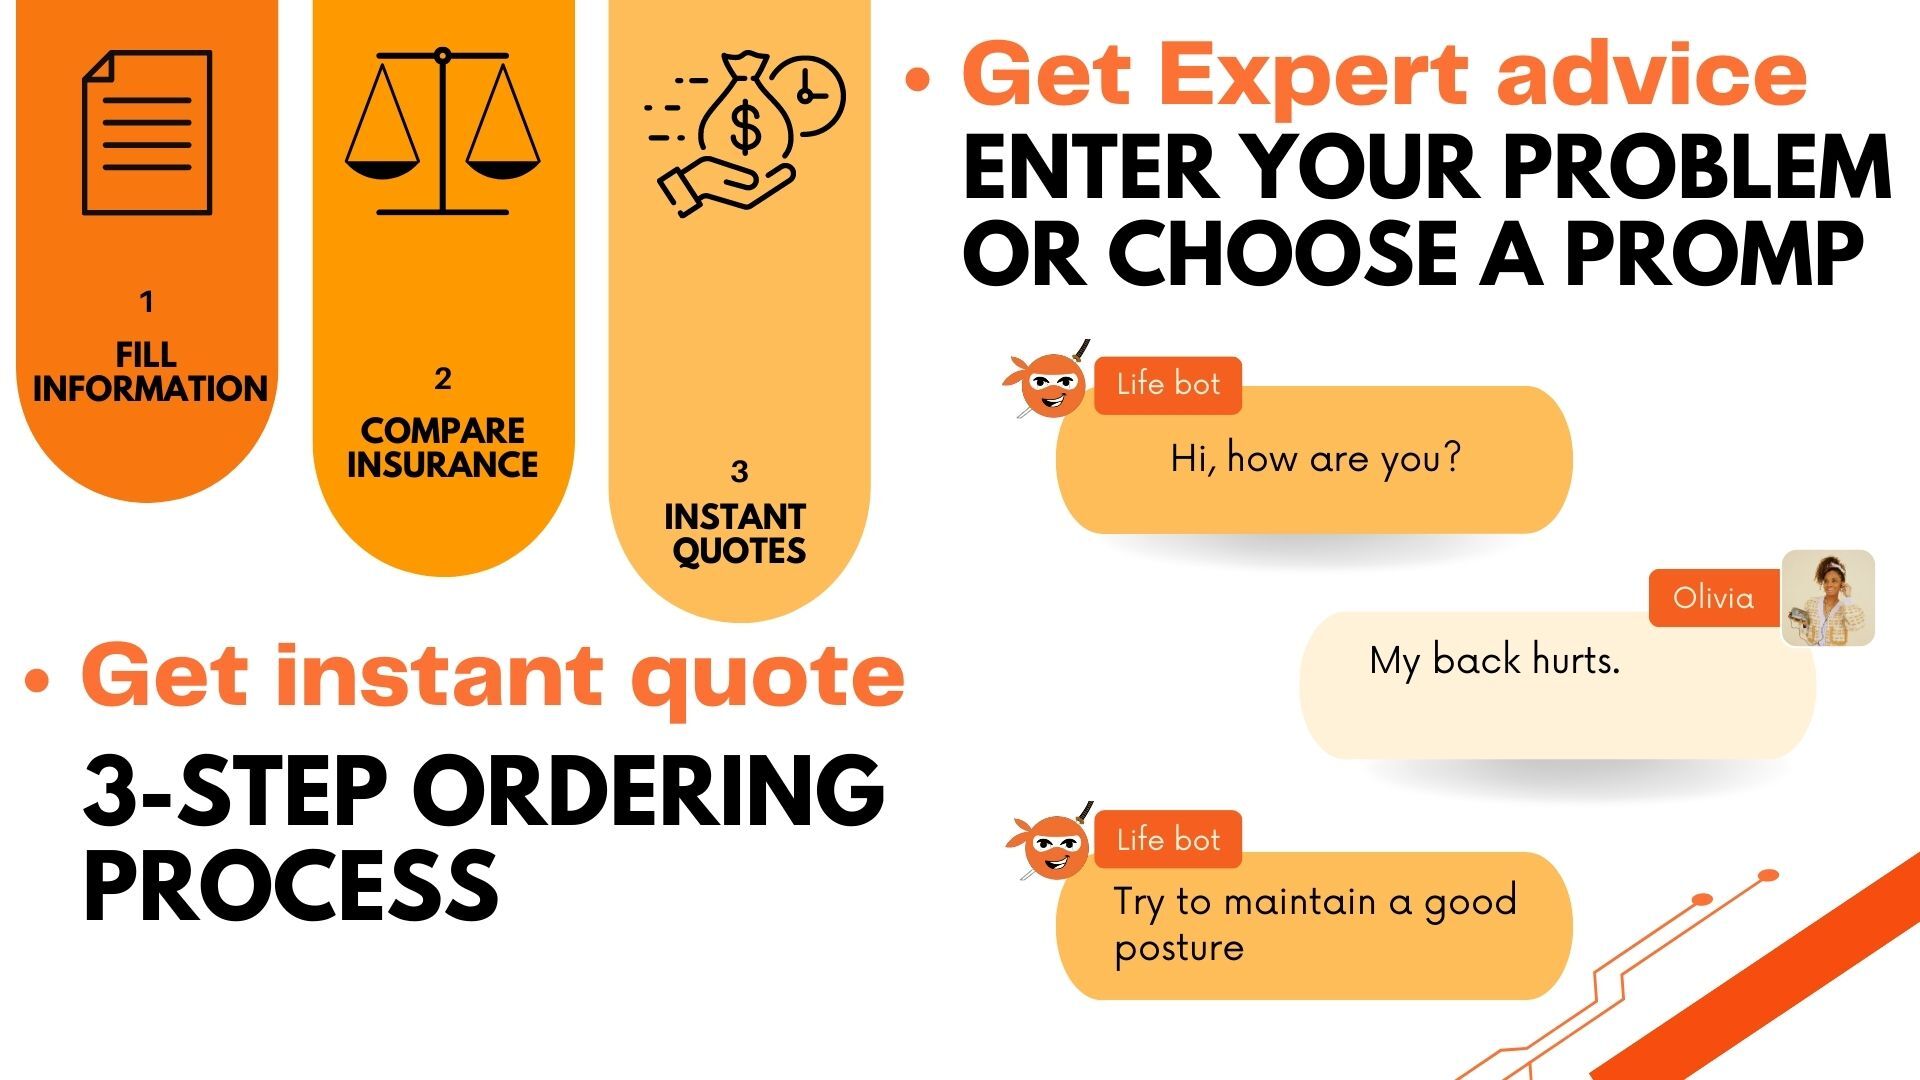 1
FILL
INFORMATION
2
COMPARE
INSURANCE
3
INSTANT
QUOTES
• Get instant quote
3-STEP ORDERING
PROCESS
• Get Expert advice
ENTER YOUR PROBLEM
OR CHOOSE A PROMP
Life bot
Hi, how are you?
Olivia
My back hurts.
Life bot
Try to maintain a good
posture